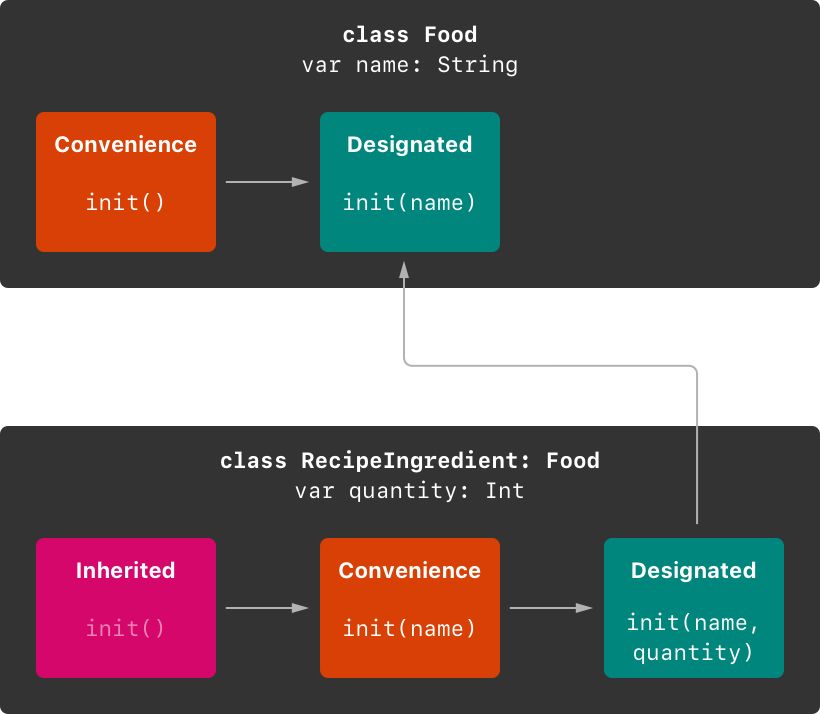 class Food
var name: String
Convenience
init()
Designated
init(name)
class RecipeIngredient: Food
var quantity: Int
Inherited
init()
Convenience
init(name)
Designated
init(name,
quantity)